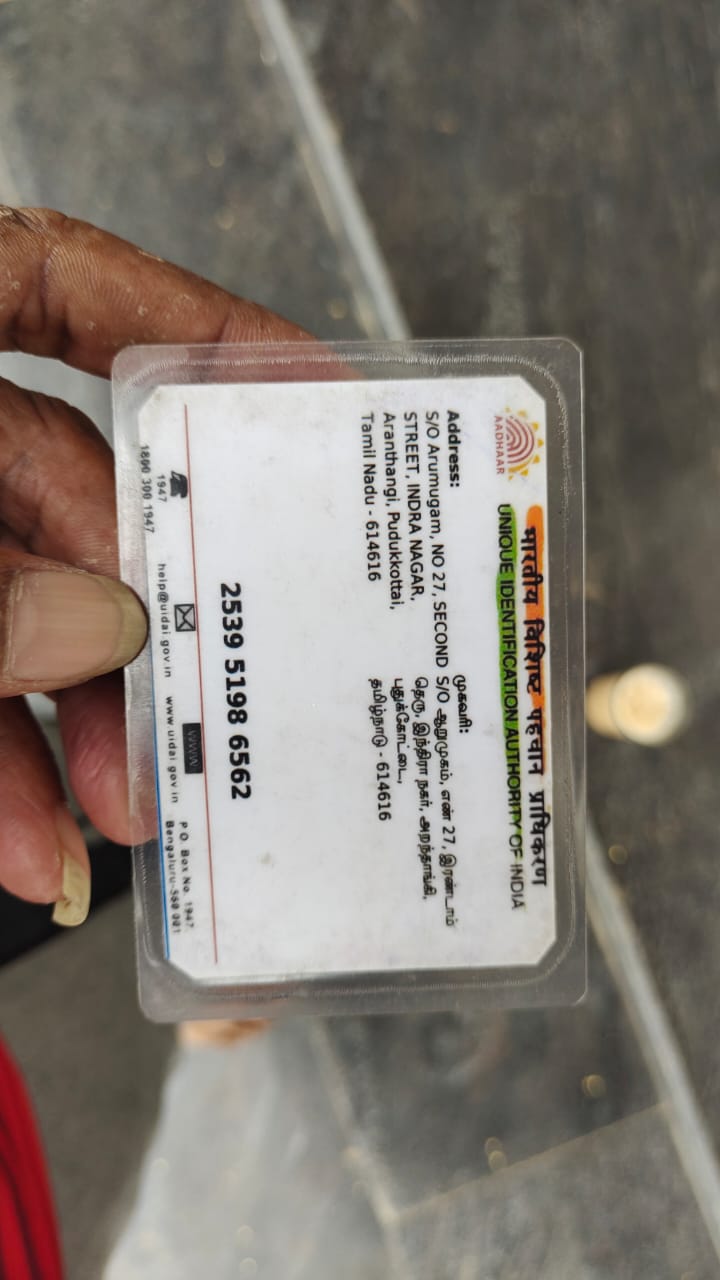 भारतीय विशिष्ट पहचान प्राधिकरण
UNIQUE IDENTIFICATION AUTHORITY OF INDIA
AADHAAR
Address:
S/O Arumugam, NO 27, SECOND
STREET, INDRA NAGAR,
Aranthangi, Pudukkottai,
Tamil Nadu - 614616
முகவரி:
S/O ஆறுமுகம், எண் 27, இரண்டாம்
தெரு, இந்திரா நகர், அறந்தாங்கி,
புதுக்கோட்டை,
தமிழ்நாடு - 614616
2539 5198 6562
1947
1800 300 1947
help@uidai.gov.in
WWW
www.uidai.gov.in
P.O. Box No. 1947,
Bengaluru-560 001